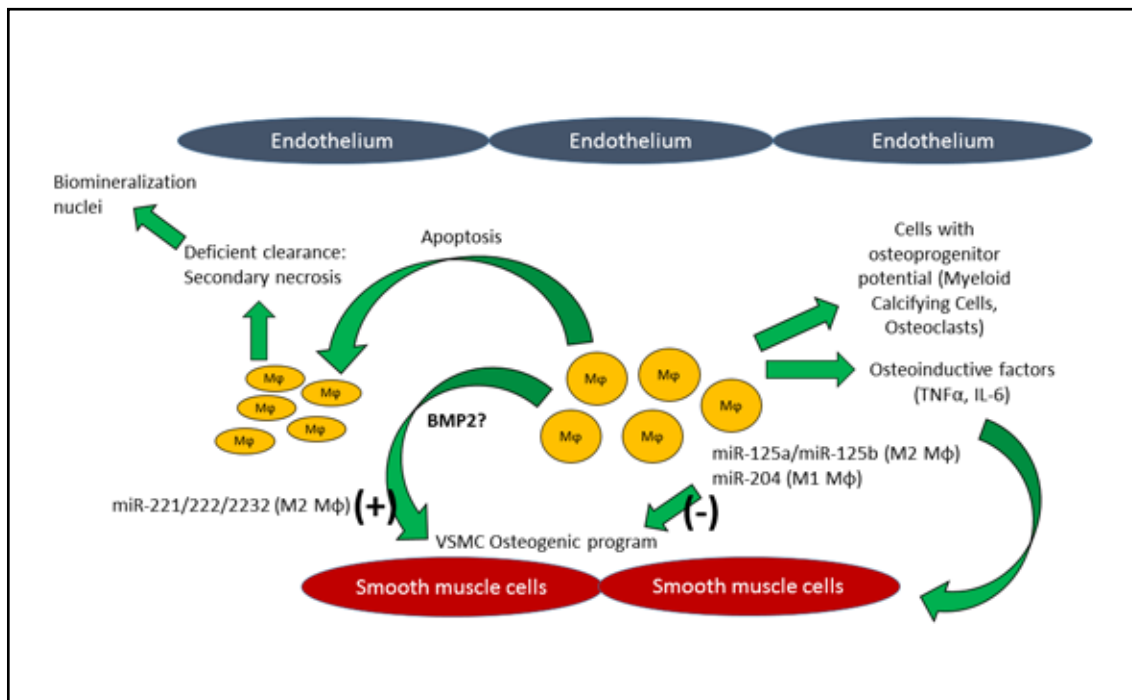 Endothelium
Endothelium
Endothelium
Biomineralization
nuclei
Deficient clearance:
Secondary necrosis
Apoptosis
Cells with
osteoprogenitor
potential (Myeloid
Calcifying Cells,
Osteoclasts)
Osteoinductive factors
(TNFα, IL-6)
Mφ
Mφ
Mφ
Mφ
Mφ
Mφ
Mφ
Mφ
Mφ
Mφ
BMP2?
miR-125a/miR-125b (M2 Mϕ)
miR-204 (M1 Mϕ)
miR-221/222/2232 (M2 Mϕ) (+)
(-)
VSMC Osteogenic program
Smooth muscle cells
Smooth muscle cells